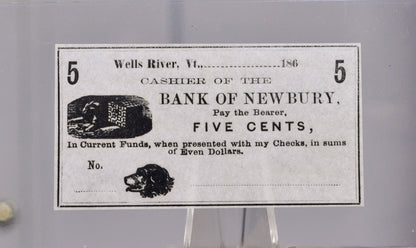 5 Wells River, Vt,..................186 5
CASHIER OF THE
BANK OF NEWBURY,
Pay the Bearer,
FIVE CENTS,
In Current Funds, when presented with my Checks, in sums
of Even Dollars.
No.